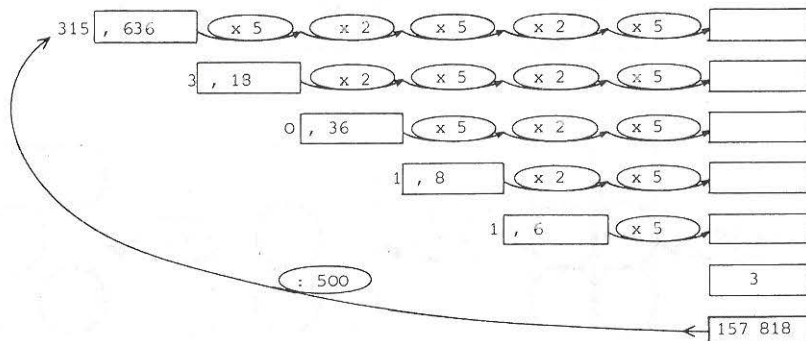 315 , 636 x 5 x 2 x 5 x 2 x 5
3 , 18 x 2 x 5 x 2 x 5
0 , 36 x 5 x 2 x 5
1 , 8 x 2 x 5
1 , 6 x 5
: 500 3
157 818